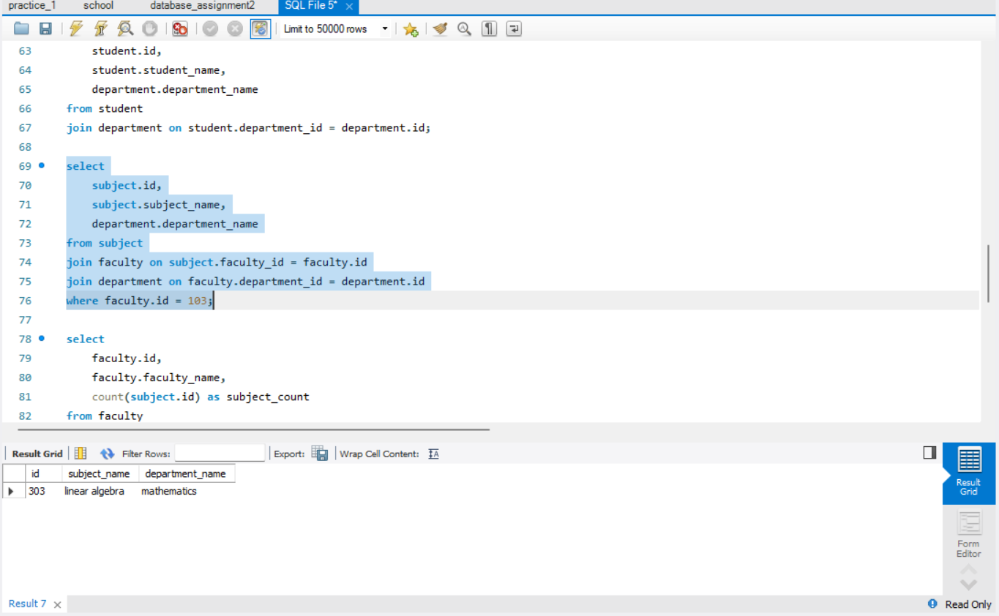 practice_1 school database_assignment2 SQL File 5* ×
Limit to 50000 rows
63 student.id,
64 student.student_name,
65 department.department_name
66 from student
67 join department on student.department_id = department.id;
68
69 select
70 subject.id,
71 subject.subject_name,
72 department.department_name
73 from subject
74 join faculty on subject.faculty_id = faculty.id
75 join department on faculty.department_id = department.id
76 where faculty.id = 103;
77
78 select
79 faculty.id,
80 faculty.faculty_name,
81 count(subject.id) as subject_count
82 from faculty
Result Grid Filter Rows: Export: Wrap Cell Content: IA
id subject_name department_name
303 linear algebra mathematics
Result
Grid
Form
Editor
Result 7 ×
Read Only